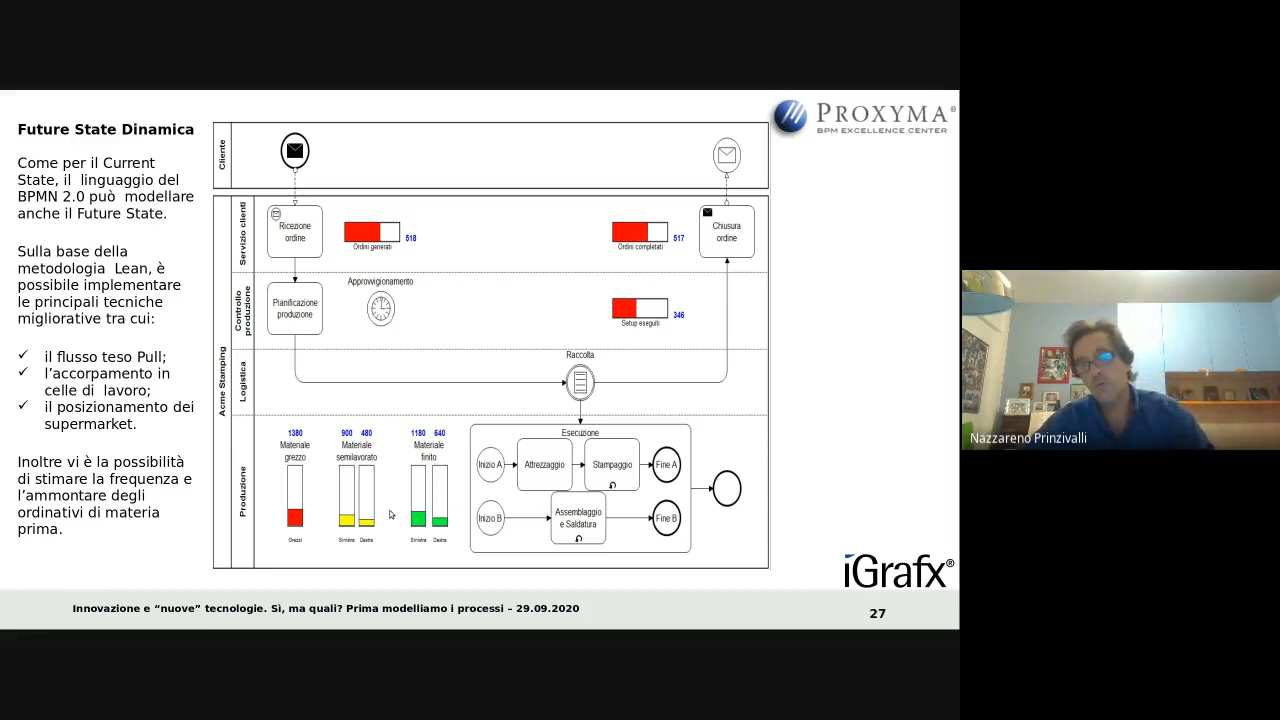 Future State Dinamica
Come per il Current
State, il linguaggio del
BPMN 2.0 può modellare
anche il Future State.
Sulla base della
metodologia Lean, è
possibile implementare
le principali tecniche
migliorative tra cui:
✓ il flusso teso Pull;
✓ l’accorpamento in
celle di lavoro;
✓ il posizionamento dei
supermarket.
Inoltre vi è la possibilità
di stimare la frequenza e
l’ammontare degli
ordinativi di materia
prima.
PROXYMA®
BPM EXCELLENCE CENTER
Cliente
Acme Stamping
Servizio clienti
Ricezione
ordine
518
Ordini generati
517
Ordini completati
Chiusura
ordine
Controllo
produzione
Pianificazione
produzione
Approvvigionamento
346
Setup eseguiti
Logistica
Raccolta
Produzione
1380
Materiale
grezzo
Grezzi
900 480
Materiale
semilavorato
Sinistra Destra
1180 640
Materiale
finito
Sinistra Destra
Esecuzione
Inizio A
Attrezzaggio
Stampaggio
Fine A
Inizio B
Assemblaggio
e Saldatura
Fine B
iGrafx®
Innovazione e “nuove” tecnologie. Sì, ma quali? Prima modelliamo i processi – 29.09.2020
27
Nazzareno Prinzivalli